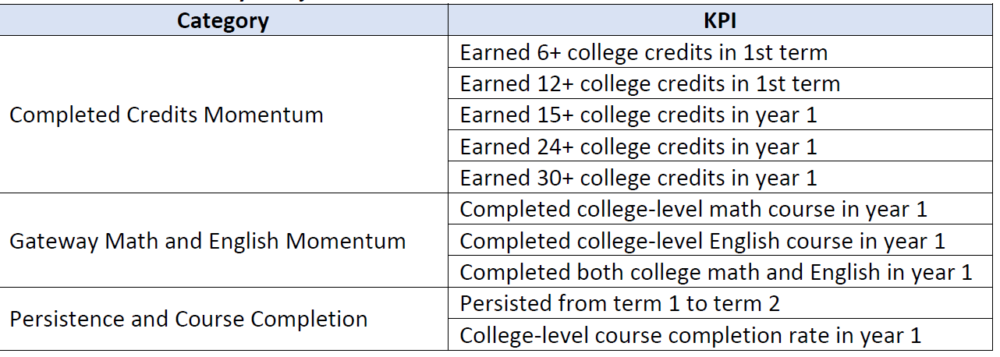 Category KPI
Completed Credits Momentum
Earned 6+ college credits in 1st term
Earned 12+ college credits in 1st term
Earned 15+ college credits in year 1
Earned 24+ college credits in year 1
Earned 30+ college credits in year 1
Gateway Math and English Momentum
Completed college-level math course in year 1
Completed college-level English course in year 1
Completed both college math and English in year 1
Persistence and Course Completion
Persisted from term 1 to term 2
College-level course completion rate in year 1